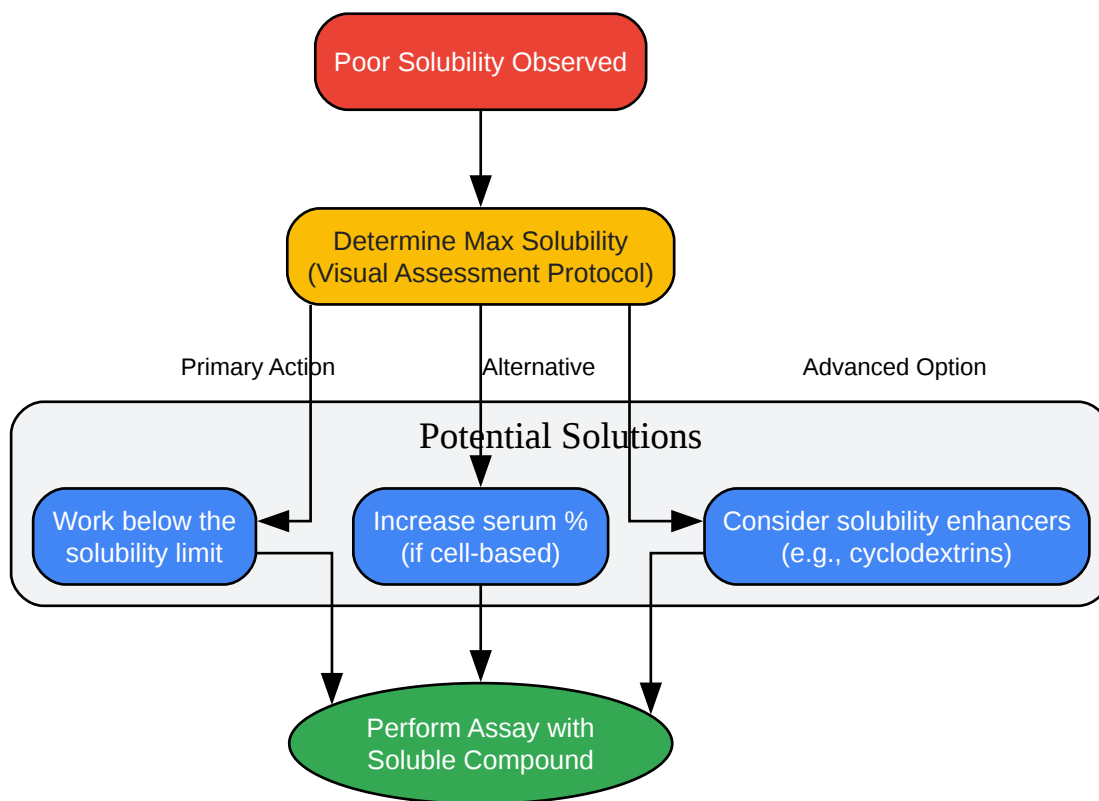 Poor Solubility Observed
Determine Max Solubility
(Visual Assessment Protocol)
Primary Action
Alternative
Advanced Option
Potential Solutions
Work below the
solubility limit
Increase serum %
(if cell-based)
Consider solubility enhancers
(e.g., cyclodextrins)
Perform Assay with
Soluble Compound